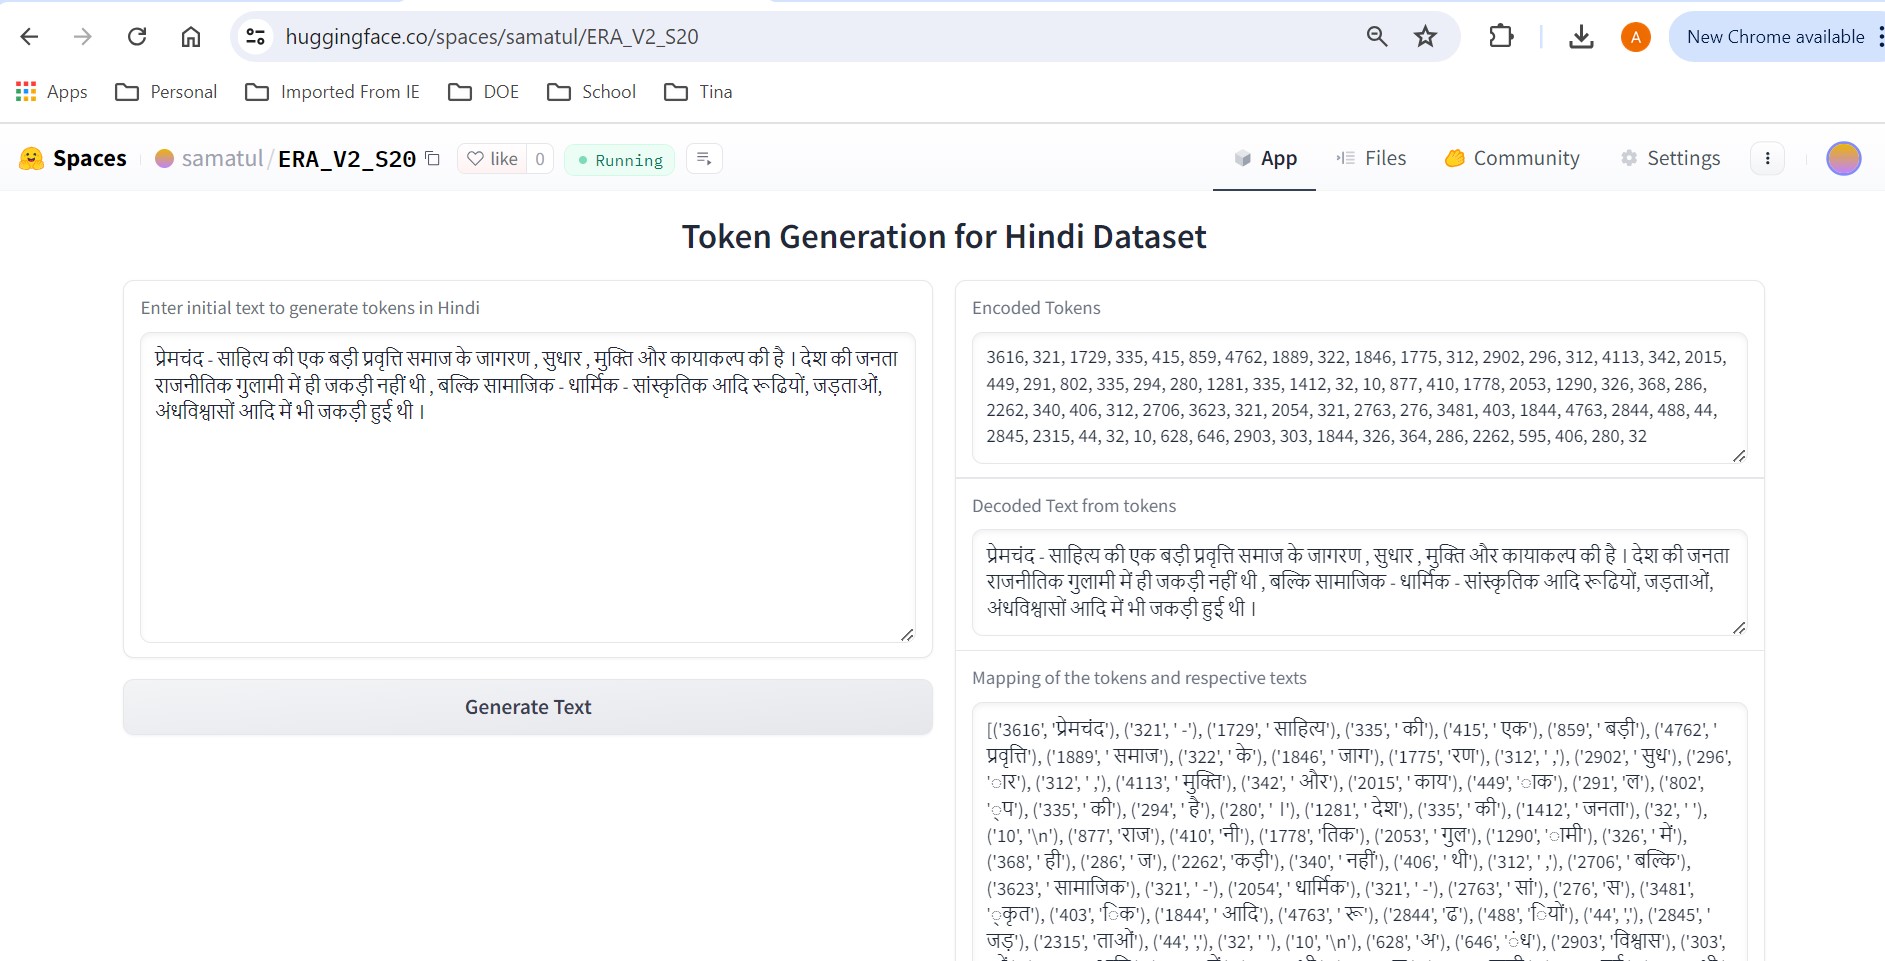 huggingface.co/spaces/samatul/ERA_V2_S20
A
New Chrome available
Apps
Personal
Imported From IE
DOE
School
Tina
Spaces
samatul/ERA_V2_S20
like
0
Running
App
Files
Community
Settings
Token Generation for Hindi Dataset
Enter initial text to generate tokens in Hindi
प्रेमचंद - साहित्य की एक बड़ी प्रवृत्ति समाज के जागरण , सुधार , मुक्ति और कायाकल्प की है । देश की जनता
राजनीतिक गुलामी में ही जकड़ी नहीं थी , बल्कि सामाजिक - धार्मिक - सांस्कृतिक आदि रूढियों, जड़ताओं,
अंधविश्वासों आदि में भी जकड़ी हुई थी ।
Generate Text
Encoded Tokens
3616, 321, 1729, 335, 415, 859, 4762, 1889, 322, 1846, 1775, 312, 2902, 296, 312, 4113, 342, 2015,
449, 291, 802, 335, 294, 280, 1281, 335, 1412, 32, 10, 877, 410, 1778, 2053, 1290, 326, 368, 286,
2262, 340, 406, 312, 2706, 3623, 321, 2054, 321, 2763, 276, 3481, 403, 1844, 4763, 2844, 488, 44,
2845, 2315, 44, 32, 10, 628, 646, 2903, 303, 1844, 326, 364, 286, 2262, 595, 406, 280, 32
Decoded Text from tokens
प्रेमचंद - साहित्य की एक बड़ी प्रवृत्ति समाज के जागरण , सुधार , मुक्ति और कायाकल्प की है । देश की जनता
राजनीतिक गुलामी में ही जकड़ी नहीं थी , बल्कि सामाजिक - धार्मिक - सांस्कृतिक आदि रूढियों, जड़ताओं,
अंधविश्वासों आदि में भी जकड़ी हुई थी ।
Mapping of the tokens and respective texts
[('3616', 'प्रेमचंद'), ('321', ' -'), ('1729', ' साहित्य'), ('335', ' की'), ('415', ' एक'), ('859', ' बड़ी'), ('4762', '
प्रवृत्ति'), ('1889', ' समाज'), ('322', ' के'), ('1846', ' जाग'), ('1775', 'रण'), ('312', ' ,'), ('2902', ' सुध'), ('296',
'ार'), ('312', ' ,'), ('4113', ' मुक्ति'), ('342', ' और'), ('2015', ' काय'), ('449', 'ाक'), ('291', 'ल'), ('802',
'्प'), ('335', ' की'), ('294', ' है'), ('280', ' ।'), ('1281', ' देश'), ('335', ' की'), ('1412', ' जनता'), ('32', ' '),
('10', '\n'), ('877', 'राज'), ('410', 'नी'), ('1778', 'तिक'), ('2053', ' गुल'), ('1290', 'ामी'), ('326', ' में'),
('368', ' ही'), ('286', ' ज'), ('2262', 'कड़ी'), ('340', ' नहीं'), ('406', ' थी'), ('312', ' ,'), ('2706', ' बल्कि'),
('3623', ' सामाजिक'), ('321', ' -'), ('2054', ' धार्मिक'), ('321', ' -'), ('2763', ' सां'), ('276', 'स'), ('3481',
'्कृत'), ('403', 'िक'), ('1844', ' आदि'), ('4763', ' रू'), ('2844', 'ढ'), ('488', 'ियों'), ('44', ','), ('2845', '
जड़'), ('2315', 'ताओं'), ('44', ','), ('32', ' '), ('10', '\n'), ('628', 'अ'), ('646', 'ंध'), ('2903', 'विश्वास'), ('303',